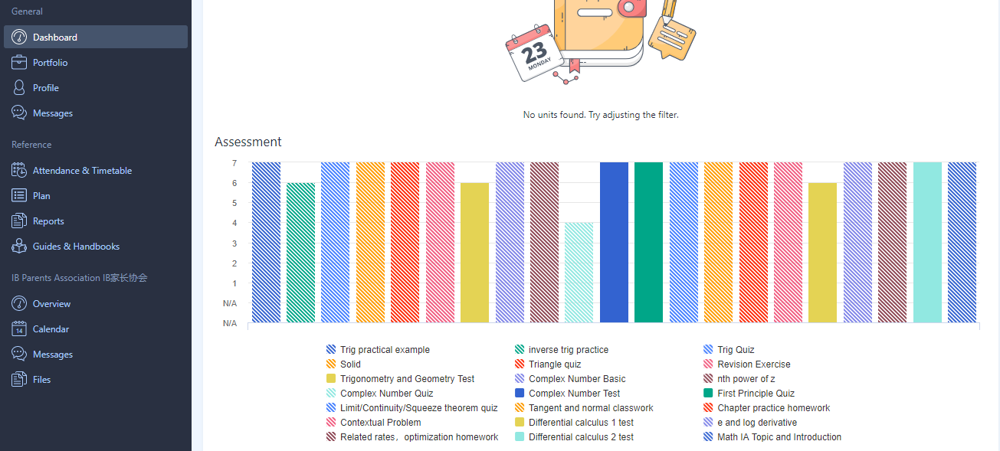 General
Dashboard
Portfolio
Profile
Messages
Reference
Attendance & Timetable
Plan
Reports
Guides & Handbooks
IB Parents Association IB家长协会
Overview
14
Calendar
Messages
Files
23
MONDAY
No units found. Try adjusting the filter.
Assessment
7
6
5
4
3
2
1
N/A
N/A
Trig practical example
inverse trig practice
Trig Quiz
Solid
Triangle quiz
Revision Exercise
Trigonometry and Geometry Test
Complex Number Basic
nth power of z
Complex Number Quiz
Complex Number Test
First Principle Quiz
Limit/Continuity/Squeeze theorem quiz
Tangent and normal classwork
Chapter practice homework
Contextual Problem
Differential calculus 1 test
e and log derivative
Related rates，optimization homework
Differential calculus 2 test
Math IA Topic and Introduction